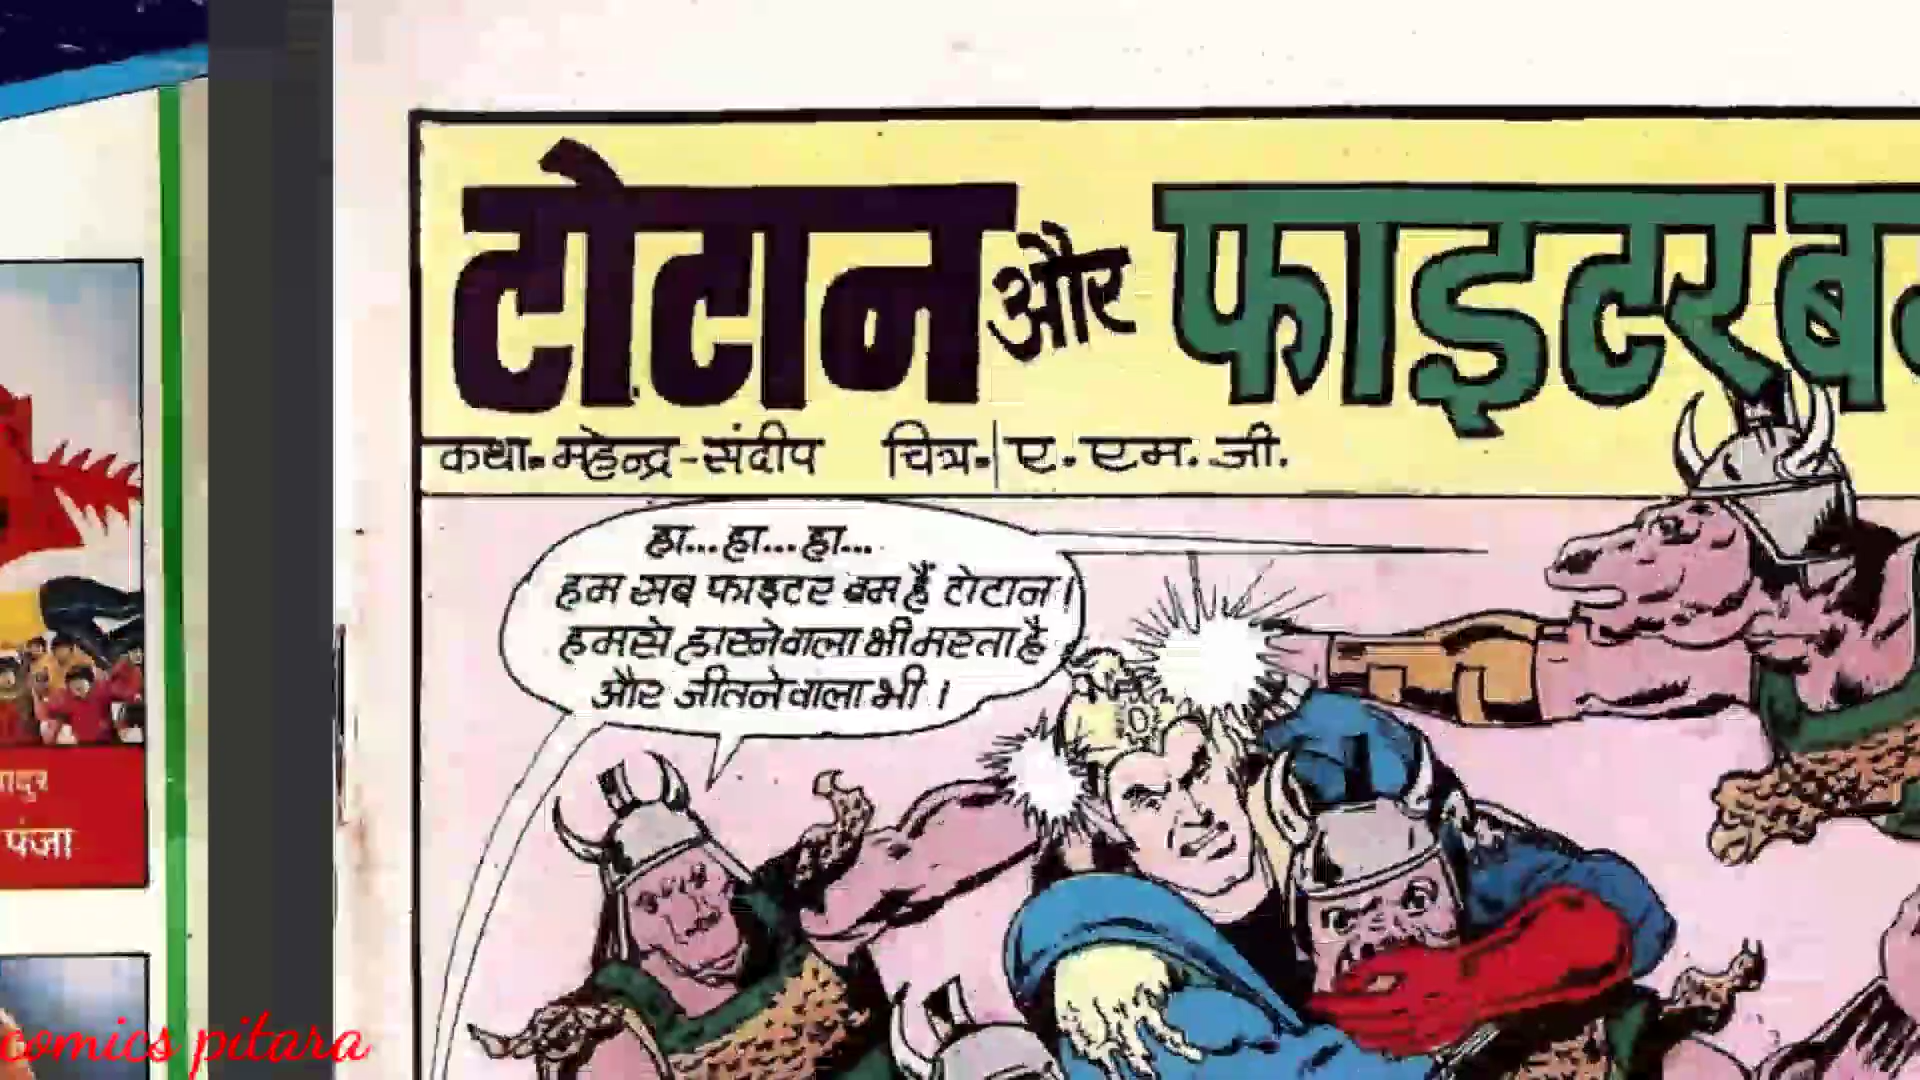 टोटान और फाइटर
कथा-महेन्द्र-संदीप चित्र-ए.एम.जी.
हा...हा...हा...
हम सब फाइटर बम हैं टोटान।
हमसे हारनेवाला भी मरता है
और जीतनेवाला भी।
पंजा
comics pitara